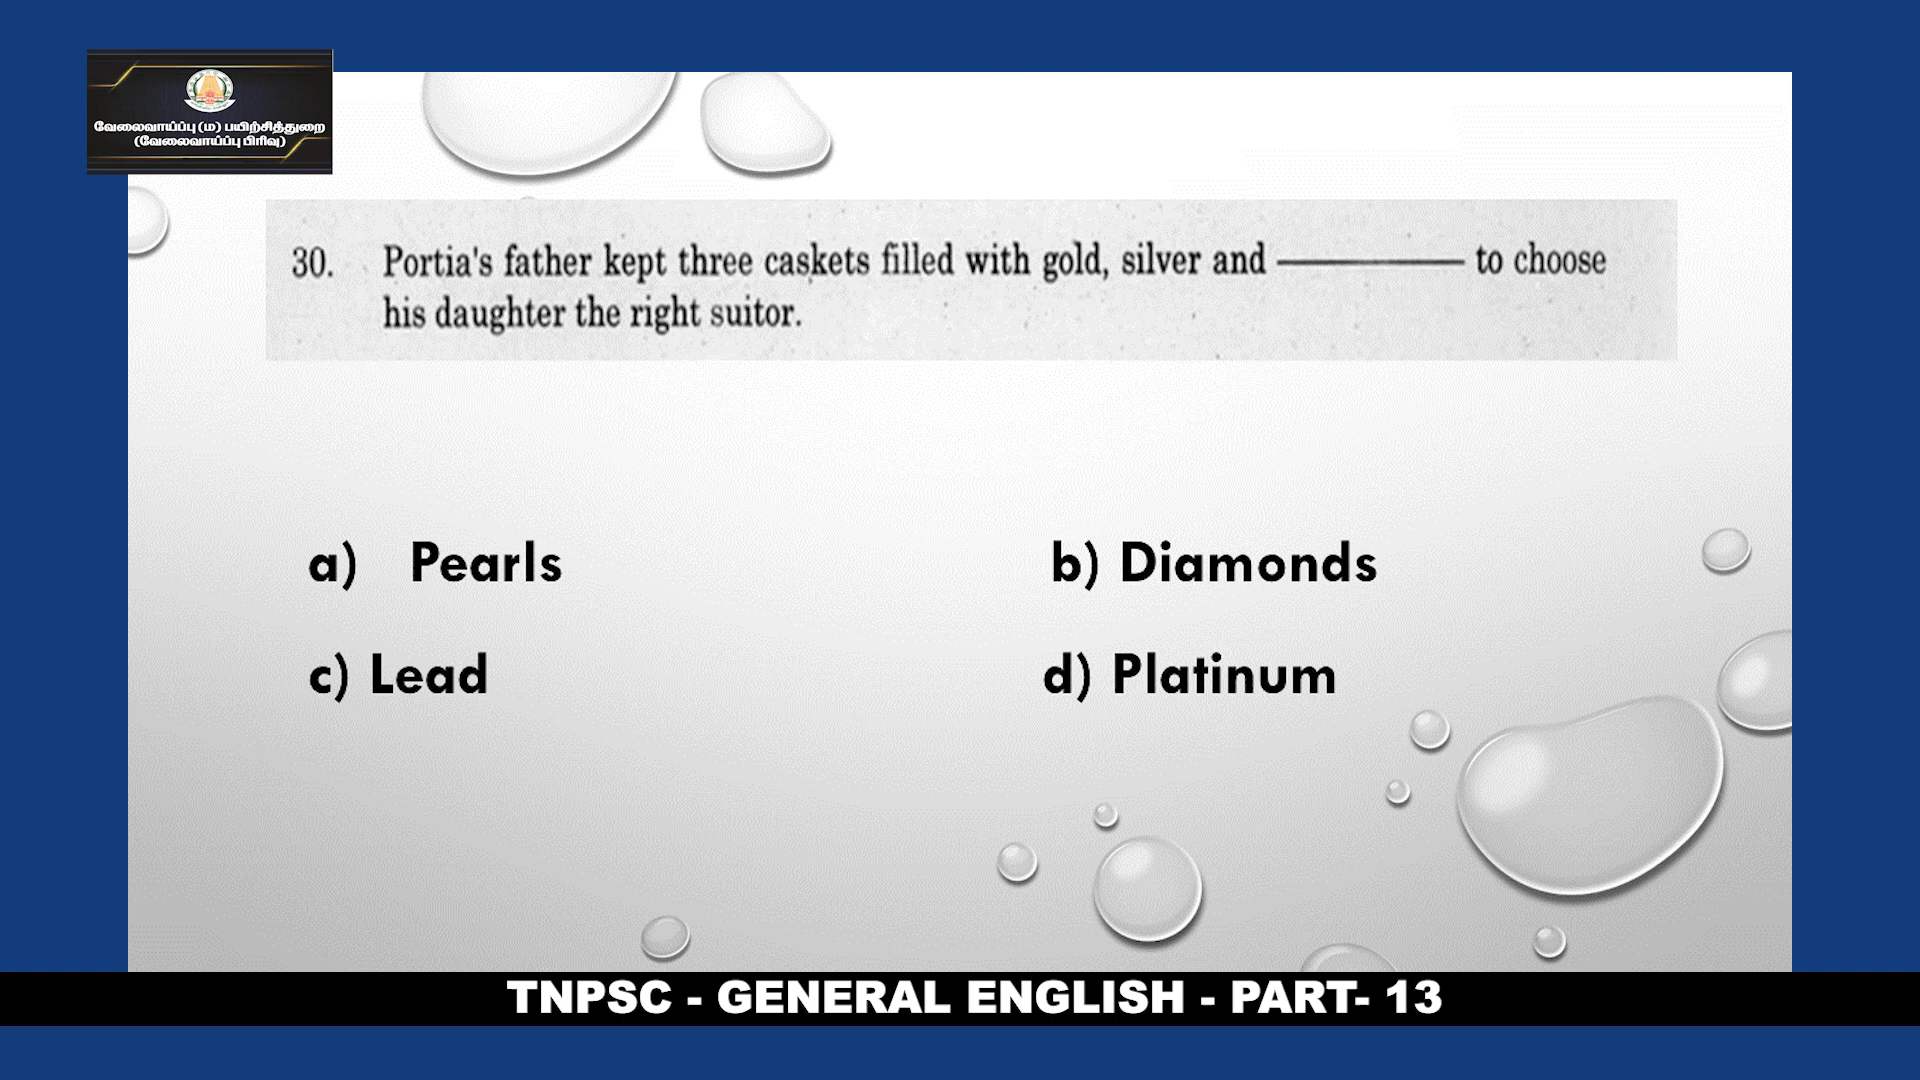 வேலைவாய்ப்பு (ம) பயிற்சித்துறை
(வேலைவாய்ப்பு பிரிவு)
30. Portia's father kept three caskets filled with gold, silver and ———— to choose
his daughter the right suitor.
a) Pearls b) Diamonds
c) Lead d) Platinum
TNPSC - GENERAL ENGLISH - PART- 13